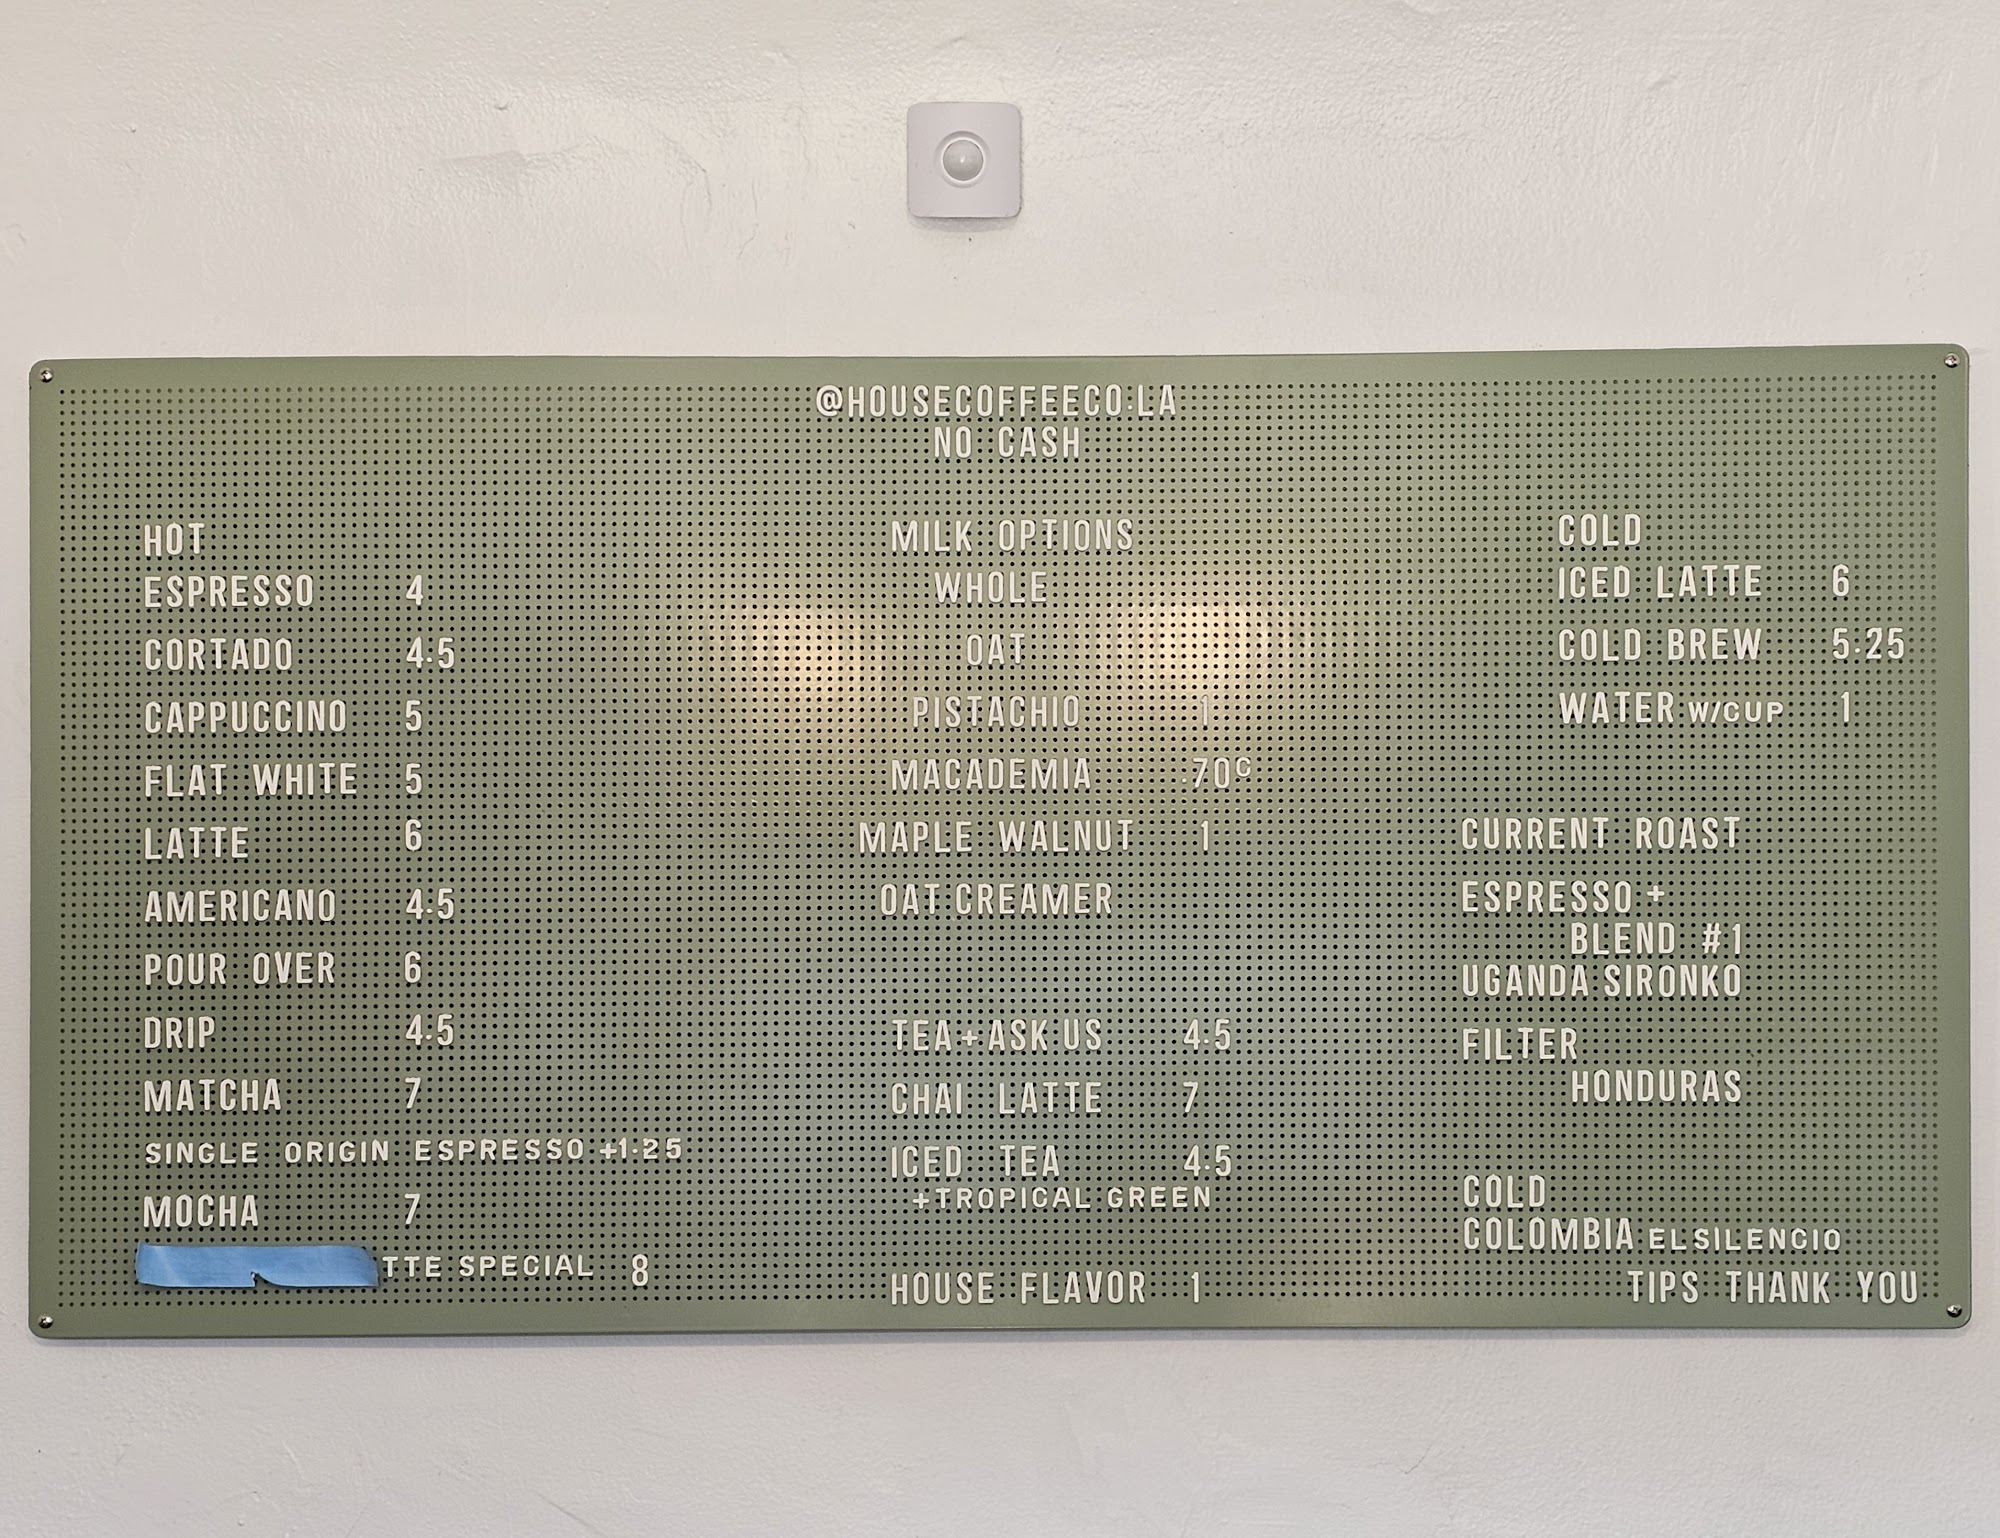 @HOUSECOFFEECO.LA
NO CASH
HOT
ESPRESSO 4
CORTADO 4.5
CAPPUCCINO 5
FLAT WHITE 5
LATTE 6
AMERICANO 4.5
POUR OVER 6
DRIP 4.5
MATCHA 7
SINGLE ORIGIN ESPRESSO +1.25
MOCHA 7
TTE SPECIAL 8
MILK OPTIONS
WHOLE
OAT
PISTACHIO 1
MACADEMIA .70C
MAPLE WALNUT 1
OAT CREAMER
TEA + ASK US 4.5
CHAI LATTE 7
ICED TEA 4.5
+TROPICAL GREEN
HOUSE FLAVOR 1
COLD
ICED LATTE 6
COLD BREW 5.25
WATER W/CUP 1
CURRENT ROAST
ESPRESSO +
BLEND #1
UGANDA SIRONKO
FILTER
HONDURAS
COLD
COLOMBIA EL SILENCIO
TIPS THANK YOU